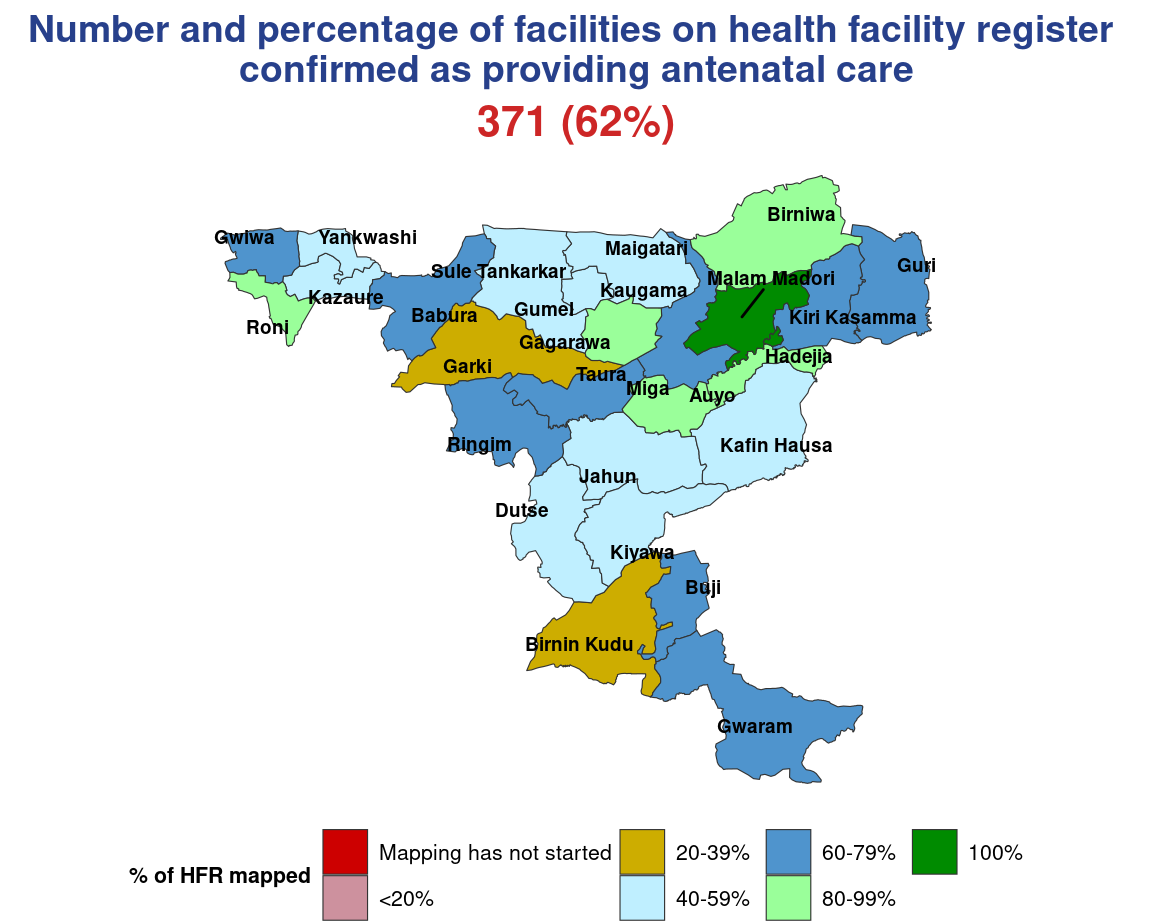 Number and percentage of facilities on health facility register
confirmed as providing antenatal care
371 (62%)
Birniwa
Gwiwa
Yankwashi
Maigatari
Guri
Sule Tankarkar
Malam Madori
Kaugama
Kazaure
Gumel
Babura
Kiri Kasamma
Roni
Gagarawa
Hadejia
Garki
Taura
Miga
Auyo
Ringim
Kafin Hausa
Jahun
Dutse
Kiyawa
Buji
Birnin Kudu
Gwaram
% of HFR mapped
Mapping has not started
<20%
20-39%
40-59%
60-79%
80-99%
100%